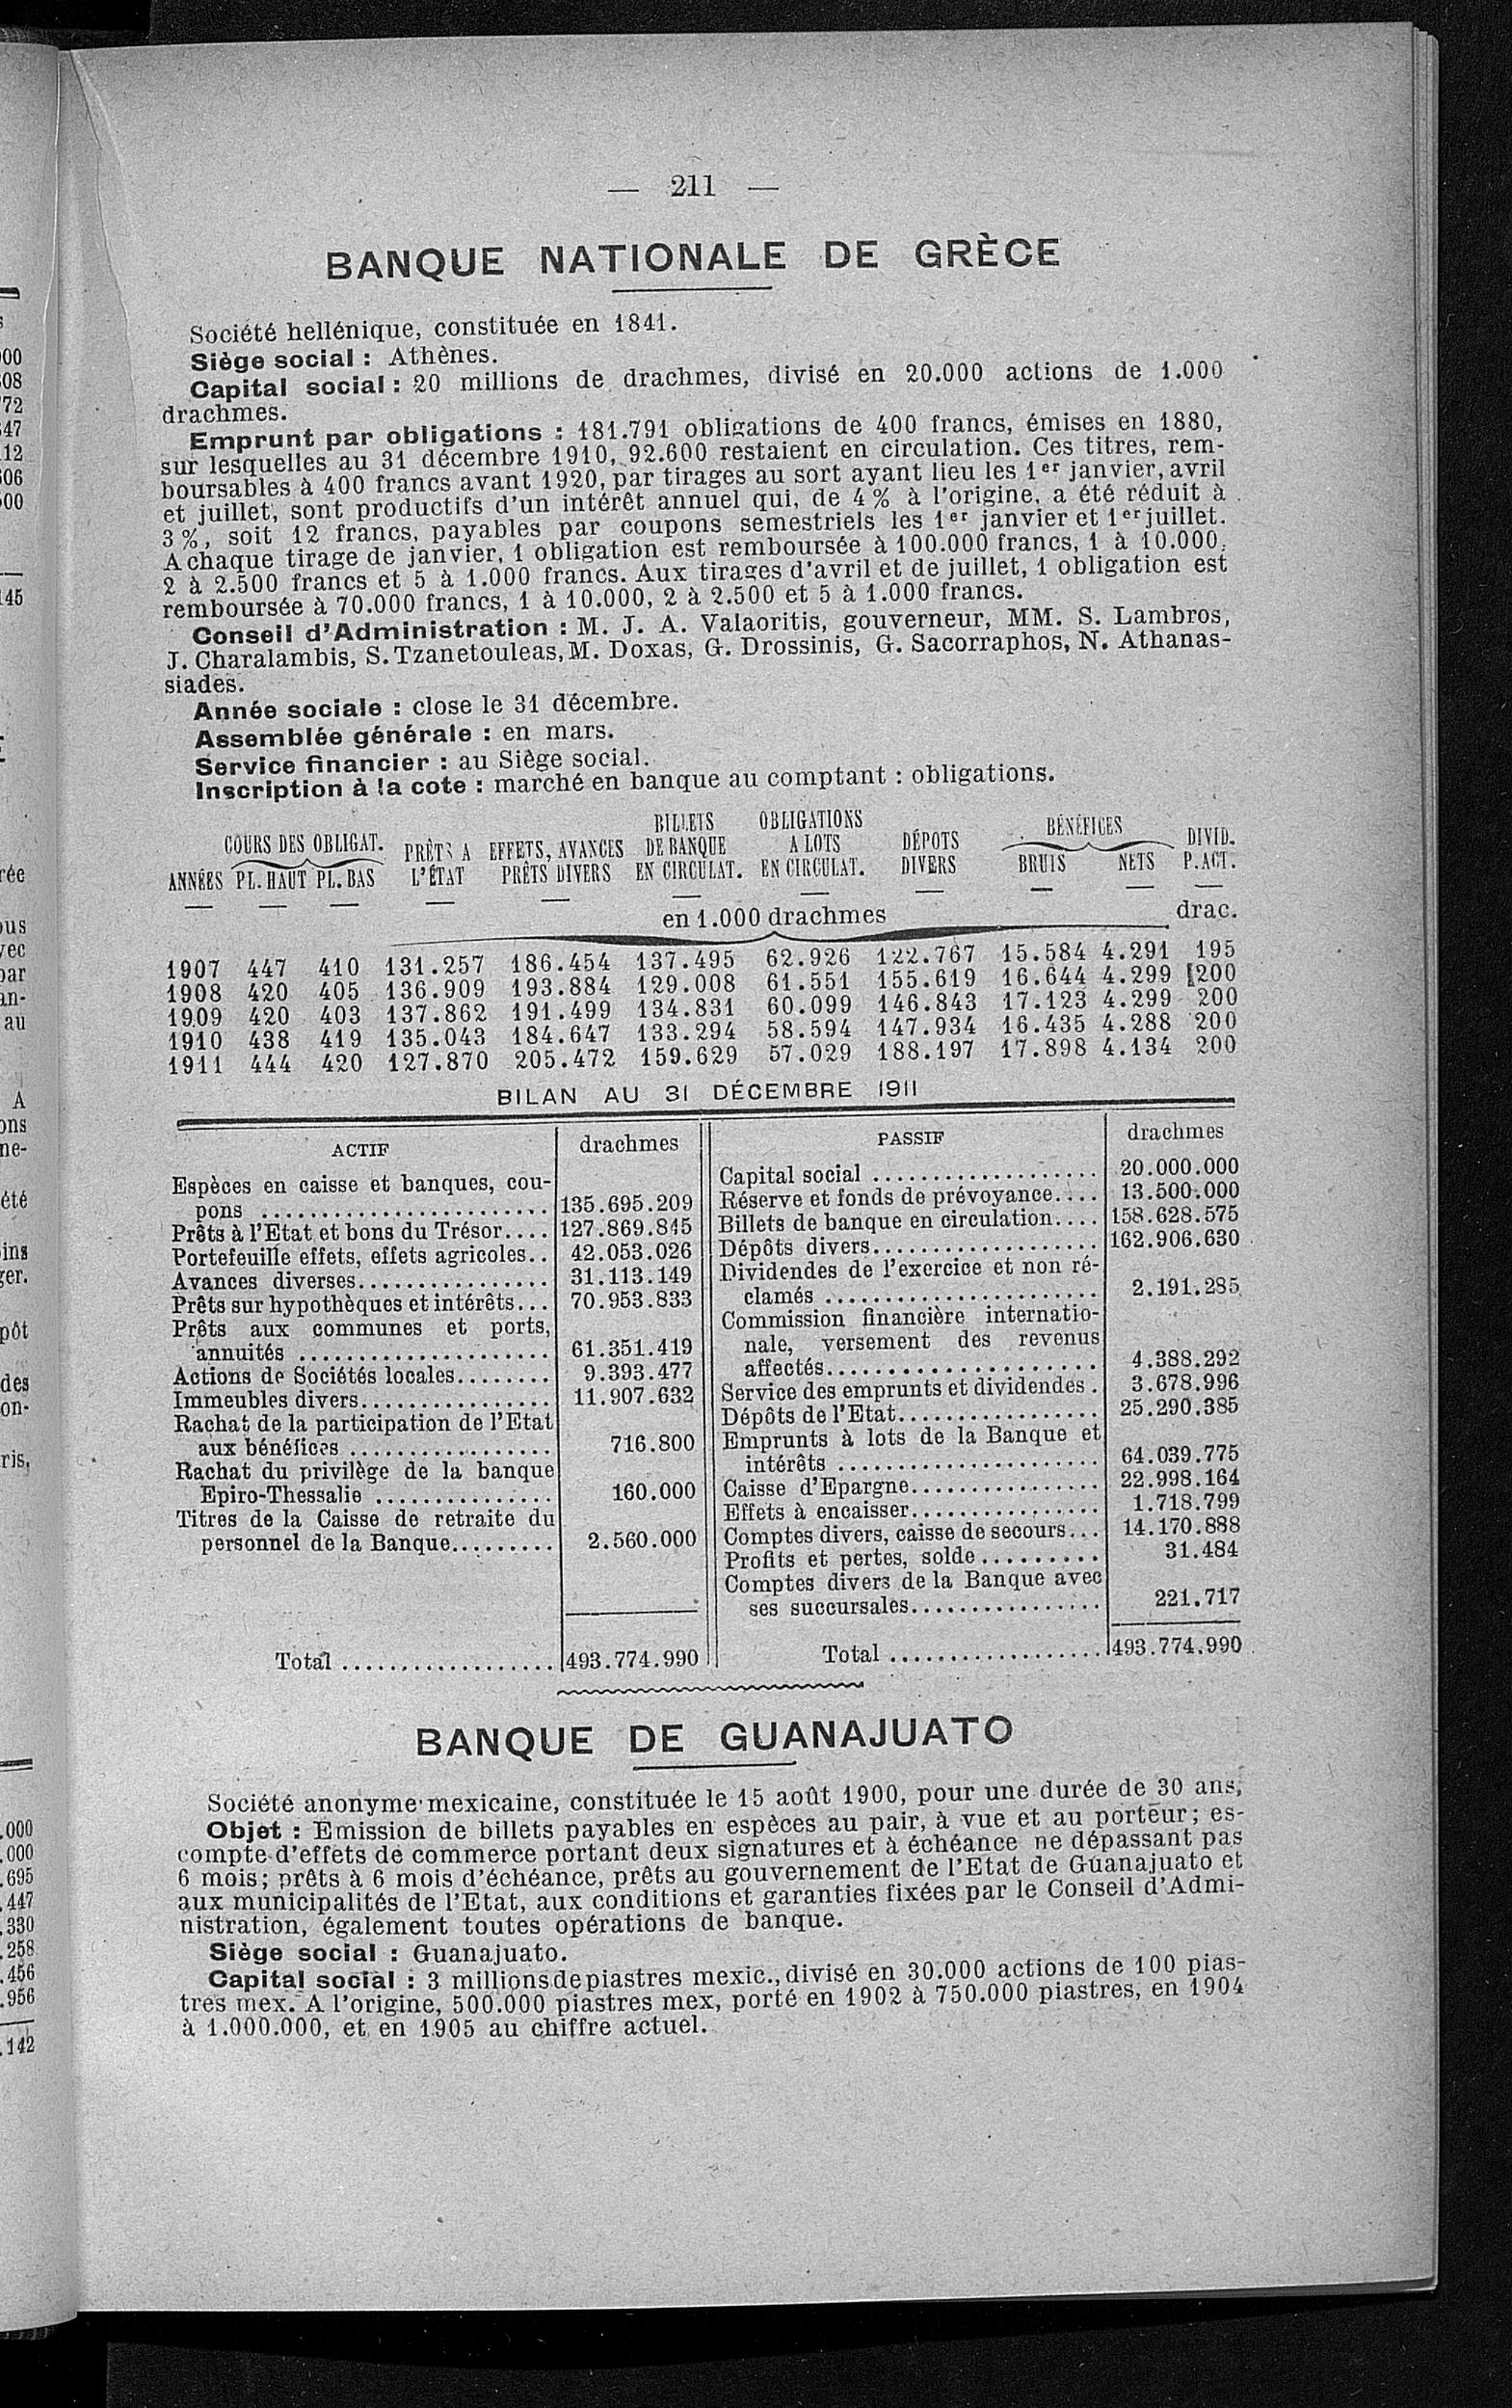 — 211 —
BANQUE NATIONALE DE GRÈCE
Société hellénique, constituée en 1841.
Siège social : Athènes.
Capital social : 20 millions de drachmes, divisé en 20.000 actions de 1.000
drachmes.
Emprunt par obligations : 181.791 obligations de 400 francs, émises en 1880,
sur lesquelles au 31 décembre 1910, 92.600 restaient en circulation. Ces titres, rem-
boursables à 400 francs avant 1920, par tirages au sort ayant lieu les 1er janvier, avril
et juillet, sont productifs d'un intérêt annuel qui, de 4 % à l'origine, a été réduit à
3 %, soit 12 francs, payables par coupons semestriels les 1er janvier et 1er juillet.
A chaque tirage de janvier, 1 obligation est remboursée à 100.000 francs, 1 à 10.000,
2 à 2.500 francs et 5 à 1.000 francs. Aux tirages d'avril et de juillet, 1 obligation est
remboursée à 70.000 francs, 1 à 10.000, 2 à 2.500 et 5 à 1.000 francs.
Conseil d'Administration : M. J. A. Valaoritis, gouverneur, MM. S. Lambros,
J. Charalambis, S. Tzanetouleas, M. Doxas, G. Drossinis, G. Sacorraphos, N. Athanas-
siades.
Année sociale : close le 31 décembre.
Assemblée générale : en mars.
Service financier : au Siège social.
Inscription à la cote : marché en banque au comptant : obligations.
BILLETS OBLIGATIONS
COURS DES OBLIGAT. PRÊTS A EFFETS, AVANCES DE BANQUE A LOTS DÉPOTS BÉNÉFICES DIVID.
ANNÉES PL. HAUT PL. BAS L'ÉTAT PRÊTS DIVERS EN CIRCULAT. EN CIRCULAT. DIVERS BRUTS NETS P. ACT.
en 1.000 drachmes drac.
1907 447 410 131.257 186.454 137.495 62.926 122.767 15.584 4.291 195
1908 420 405 136.909 193.884 129.008 61.551 155.619 16.644 4.299 200
1909 420 403 137.862 191.499 134.831 60.099 146.843 17.123 4.299 200
1910 438 419 135.043 184.647 133.294 58.594 147.934 16.435 4.288 200
1911 444 420 127.870 205.472 159.629 57.029 188.197 17.898 4.134 200
BILAN AU 31 DÉCEMBRE 1911
ACTIF drachmes
Espèces en caisse et banques, cou-
pons ........................ 135.695.209
Prêts à l'Etat et bons du Trésor.... 127.869.845
Portefeuille effets, effets agricoles.. 42.053.026
Avances diverses................ 31.113.149
Prêts sur hypothèques et intérêts... 70.953.833
Prêts aux communes et ports,
annuités ..................... 61.351.419
Actions de Sociétés locales........ 9.393.477
Immeubles divers................ 11.907.632
Rachat de la participation de l'Etat
aux bénéfices ................. 716.800
Rachat du privilège de la banque
Epiro-Thessalie ............... 160.000
Titres de la Caisse de retraite du
personnel de la Banque......... 2.560.000
Total .................. 493.774.990
PASSIF drachmes
Capital social ................... 20.000.000
Réserve et fonds de prévoyance.... 13.500.000
Billets de banque en circulation.... 158.628.575
Dépôts divers................... 162.906.630
Dividendes de l'exercice et non ré-
clamés ....................... 2.191.285
Commission financière internatio-
nale, versement des revenus
affectés....................... 4.388.292
Service des emprunts et dividendes . 3.678.996
Dépôts de l'Etat................. 25.290.385
Emprunts à lots de la Banque et
intérêts ...................... 64.039.775
Caisse d'Epargne................ 22.998.164
Effets à encaisser................ 1.718.799
Comptes divers, caisse de secours... 14.170.888
Profits et pertes, solde .......... 31.484
Comptes divers de la Banque avec
ses succursales................ 221.717
Total .................. 493.774.990
BANQUE DE GUANAJUATO
Société anonyme mexicaine, constituée le 15 août 1900, pour une durée de 30 ans,
Objet : Emission de billets payables en espèces au pair, à vue et au porteur ; es-
compte d'effets de commerce portant deux signatures et à échéance ne dépassant pas
6 mois ; prêts à 6 mois d'échéance, prêts au gouvernement de l'Etat de Guanajuato et
aux municipalités de l'Etat, aux conditions et garanties fixées par le Conseil d'Admi-
nistration, également toutes opérations de banque.
Siège social : Guanajuato.
Capital social : 3 millions de piastres mexic., divisé en 30.000 actions de 100 pias-
tres mex. A l'origine, 500.000 piastres mex, porté en 1902 à 750.000 piastres, en 1904
à 1.000.000, et en 1905 au chiffre actuel.